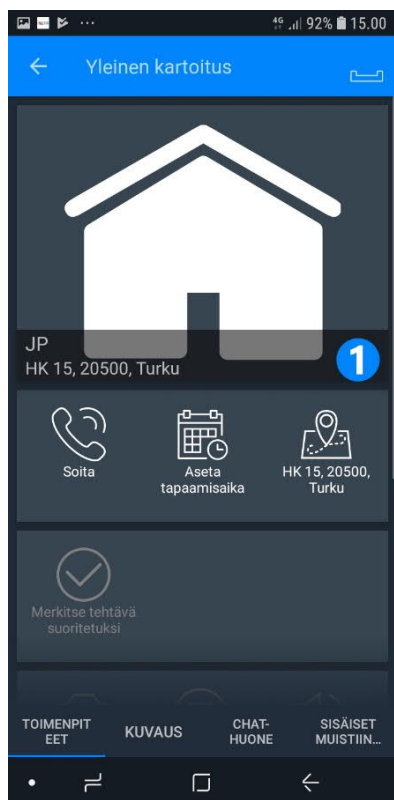 4G 92% 15.00
Yleinen kartoitus
JP
HK 15, 20500, Turku
1
Soita
Aseta
tapaamisaika
HK 15, 20500,
Turku
Merkitse tehtävä
suoritetuksi
TOIMENPIT
EET
KUVAUS
CHAT-
HUONE
SISÄISET
MUISTIIN...